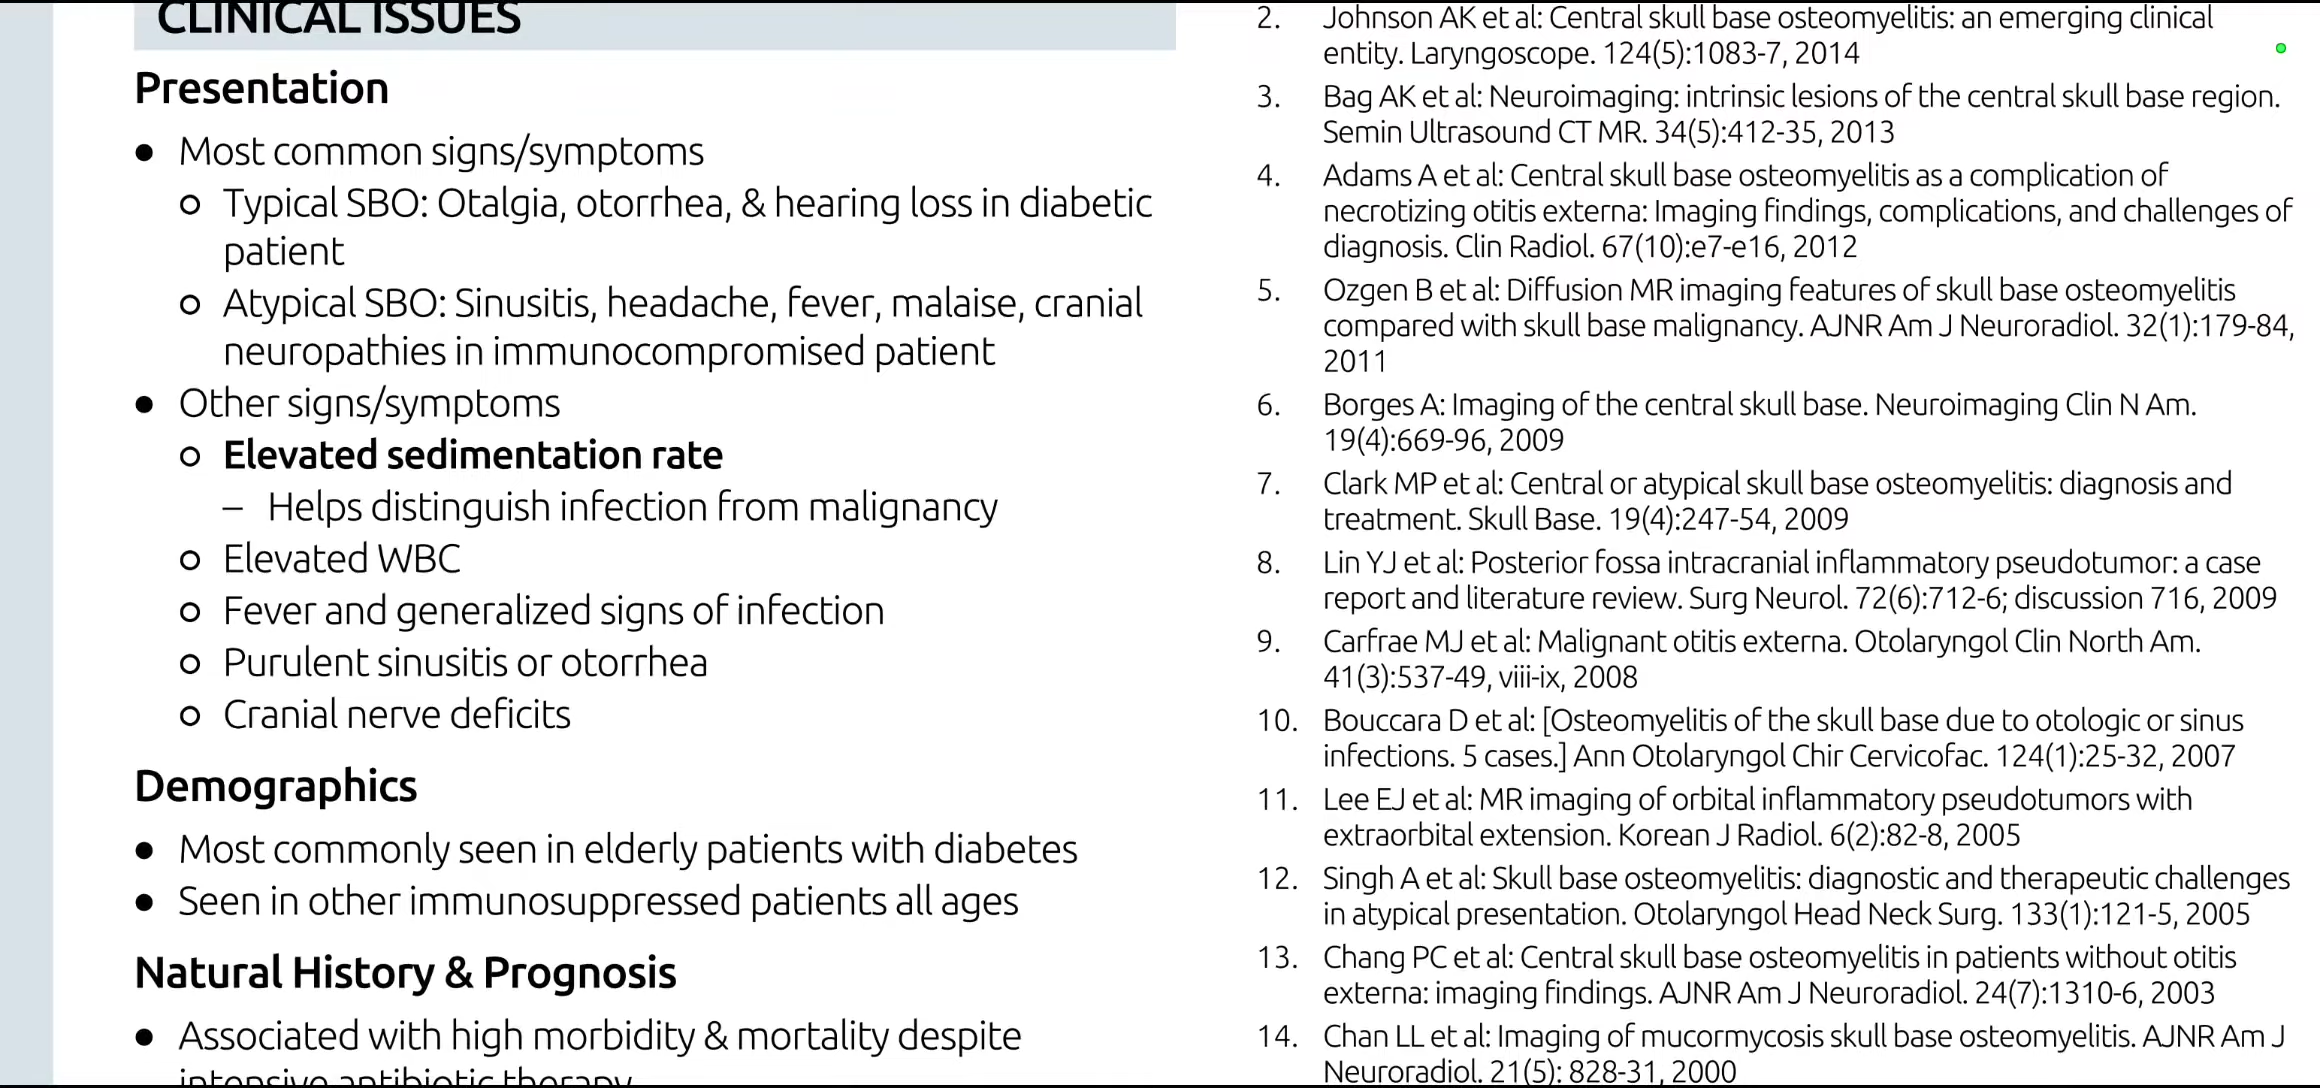 CLINICAL ISSUES
Presentation
● Most common signs/symptoms
○ Typical SBO: Otalgia, otorrhea, & hearing loss in diabetic
patient
○ Atypical SBO: Sinusitis, headache, fever, malaise, cranial
neuropathies in immunocompromised patient
● Other signs/symptoms
○ Elevated sedimentation rate
– Helps distinguish infection from malignancy
○ Elevated WBC
○ Fever and generalized signs of infection
○ Purulent sinusitis or otorrhea
○ Cranial nerve deficits
Demographics
● Most commonly seen in elderly patients with diabetes
● Seen in other immunosuppressed patients all ages
Natural History & Prognosis
● Associated with high morbidity & mortality despite
intensive antibiotic therapy
2. Johnson AK et al: Central skull base osteomyelitis: an emerging clinical
entity. Laryngoscope. 124(5):1083-7, 2014
3. Bag AK et al: Neuroimaging: intrinsic lesions of the central skull base region.
Semin Ultrasound CT MR. 34(5):412-35, 2013
4. Adams A et al: Central skull base osteomyelitis as a complication of
necrotizing otitis externa: Imaging findings, complications, and challenges of
diagnosis. Clin Radiol. 67(10):e7-e16, 2012
5. Ozgen B et al: Diffusion MR imaging features of skull base osteomyelitis
compared with skull base malignancy. AJNR Am J Neuroradiol. 32(1):179-84,
2011
6. Borges A: Imaging of the central skull base. Neuroimaging Clin N Am.
19(4):669-96, 2009
7. Clark MP et al: Central or atypical skull base osteomyelitis: diagnosis and
treatment. Skull Base. 19(4):247-54, 2009
8. Lin YJ et al: Posterior fossa intracranial inflammatory pseudotumor: a case
report and literature review. Surg Neurol. 72(6):712-6; discussion 716, 2009
9. Carfrae MJ et al: Malignant otitis externa. Otolaryngol Clin North Am.
41(3):537-49, viii-ix, 2008
10. Bouccara D et al: [Osteomyelitis of the skull base due to otologic or sinus
infections. 5 cases.] Ann Otolaryngol Chir Cervicofac. 124(1):25-32, 2007
11. Lee EJ et al: MR imaging of orbital inflammatory pseudotumors with
extraorbital extension. Korean J Radiol. 6(2):82-8, 2005
12. Singh A et al: Skull base osteomyelitis: diagnostic and therapeutic challenges
in atypical presentation. Otolaryngol Head Neck Surg. 133(1):121-5, 2005
13. Chang PC et al: Central skull base osteomyelitis in patients without otitis
externa: imaging findings. AJNR Am J Neuroradiol. 24(7):1310-6, 2003
14. Chan LL et al: Imaging of mucormycosis skull base osteomyelitis. AJNR Am J
Neuroradiol. 21(5): 828-31, 2000